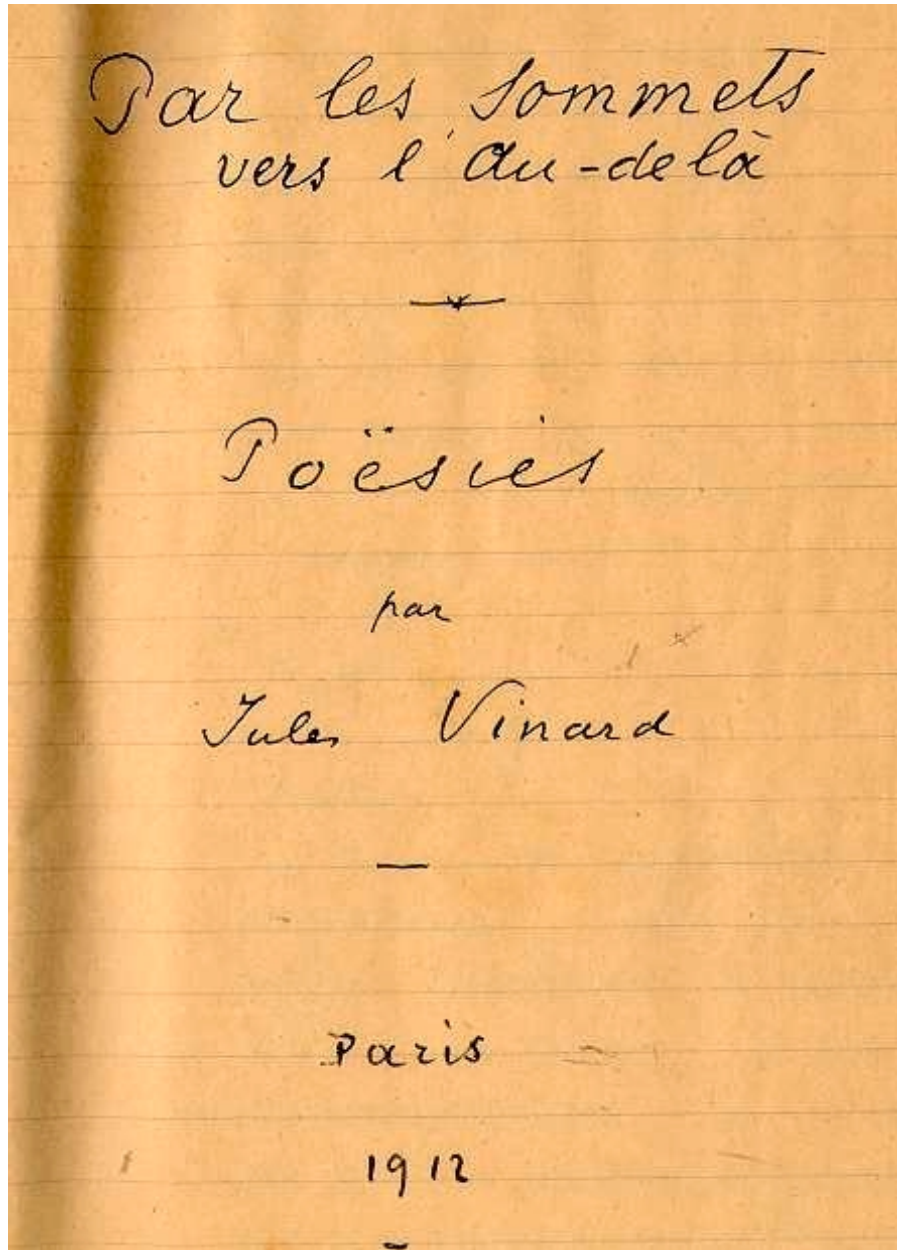 Par les Sommets
vers l'Au-delà
Poësies
par
Jules Vinard
Paris
1912